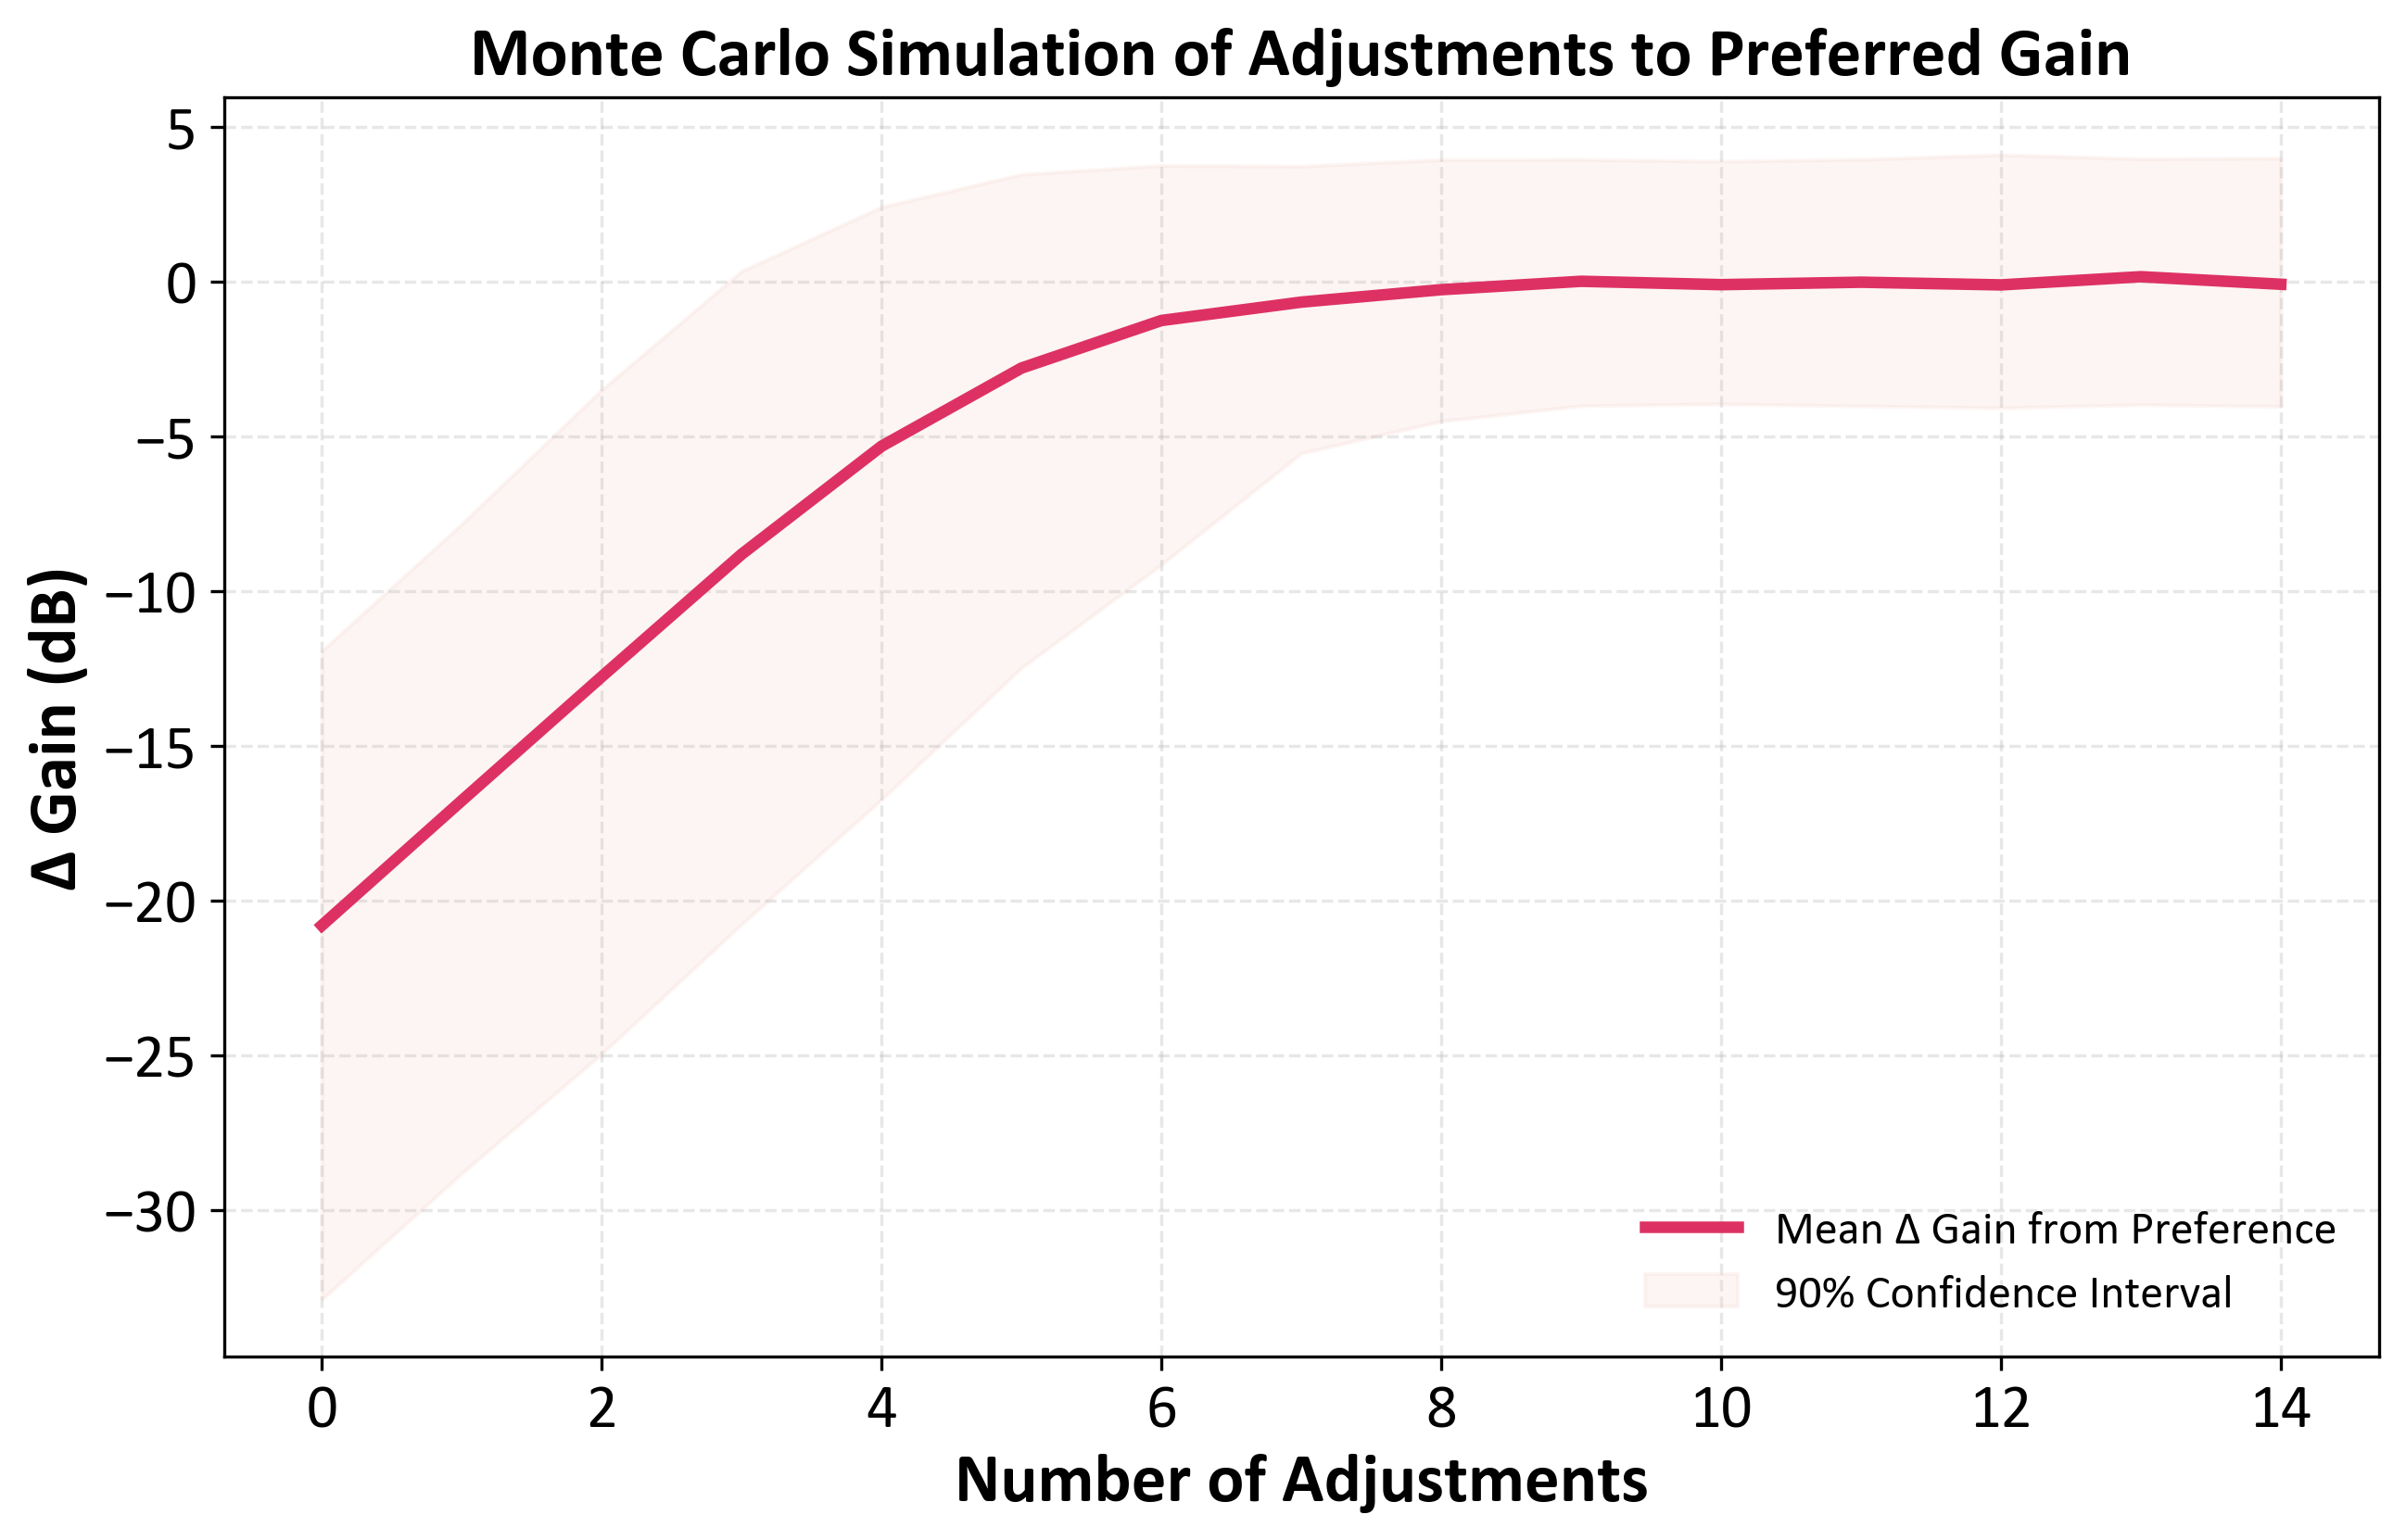 Monte Carlo Simulation of Adjustments to Preferred Gain
Δ Gain (dB)
5
0
−5
−10
−15
−20
−25
−30
Mean Δ Gain from Preference
90% Confidence Interval
0 2 4 6 8 10 12 14
Number of Adjustments